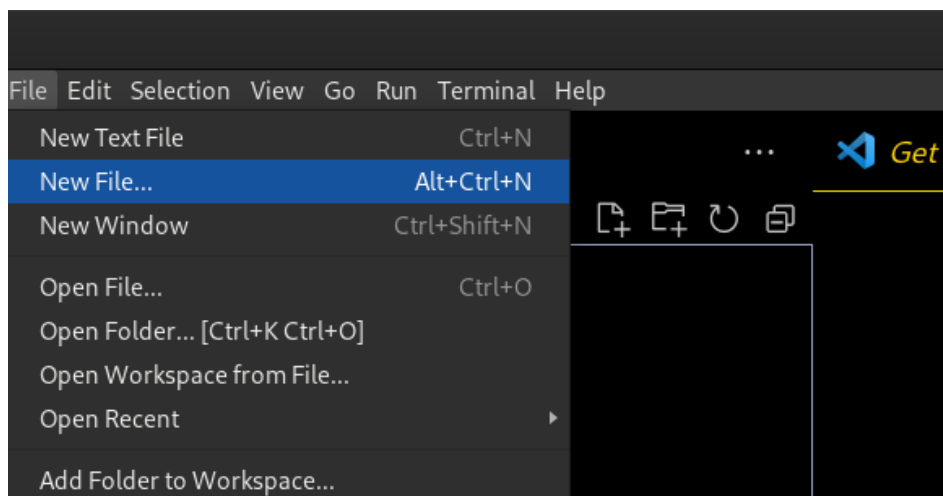 File Edit Selection View Go Run Terminal Help
New Text File Ctrl+N
New File... Alt+Ctrl+N
New Window Ctrl+Shift+N
Open File... Ctrl+O
Open Folder... [Ctrl+K Ctrl+O]
Open Workspace from File...
Open Recent
Add Folder to Workspace...
... Get